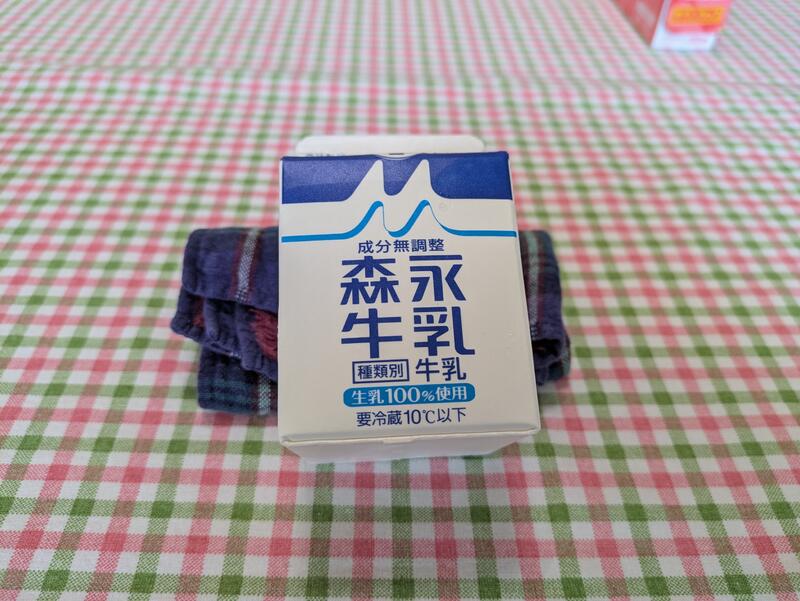 成分無調整
森永
牛乳
種類別 牛乳
生乳100%使用
要冷蔵10℃以下